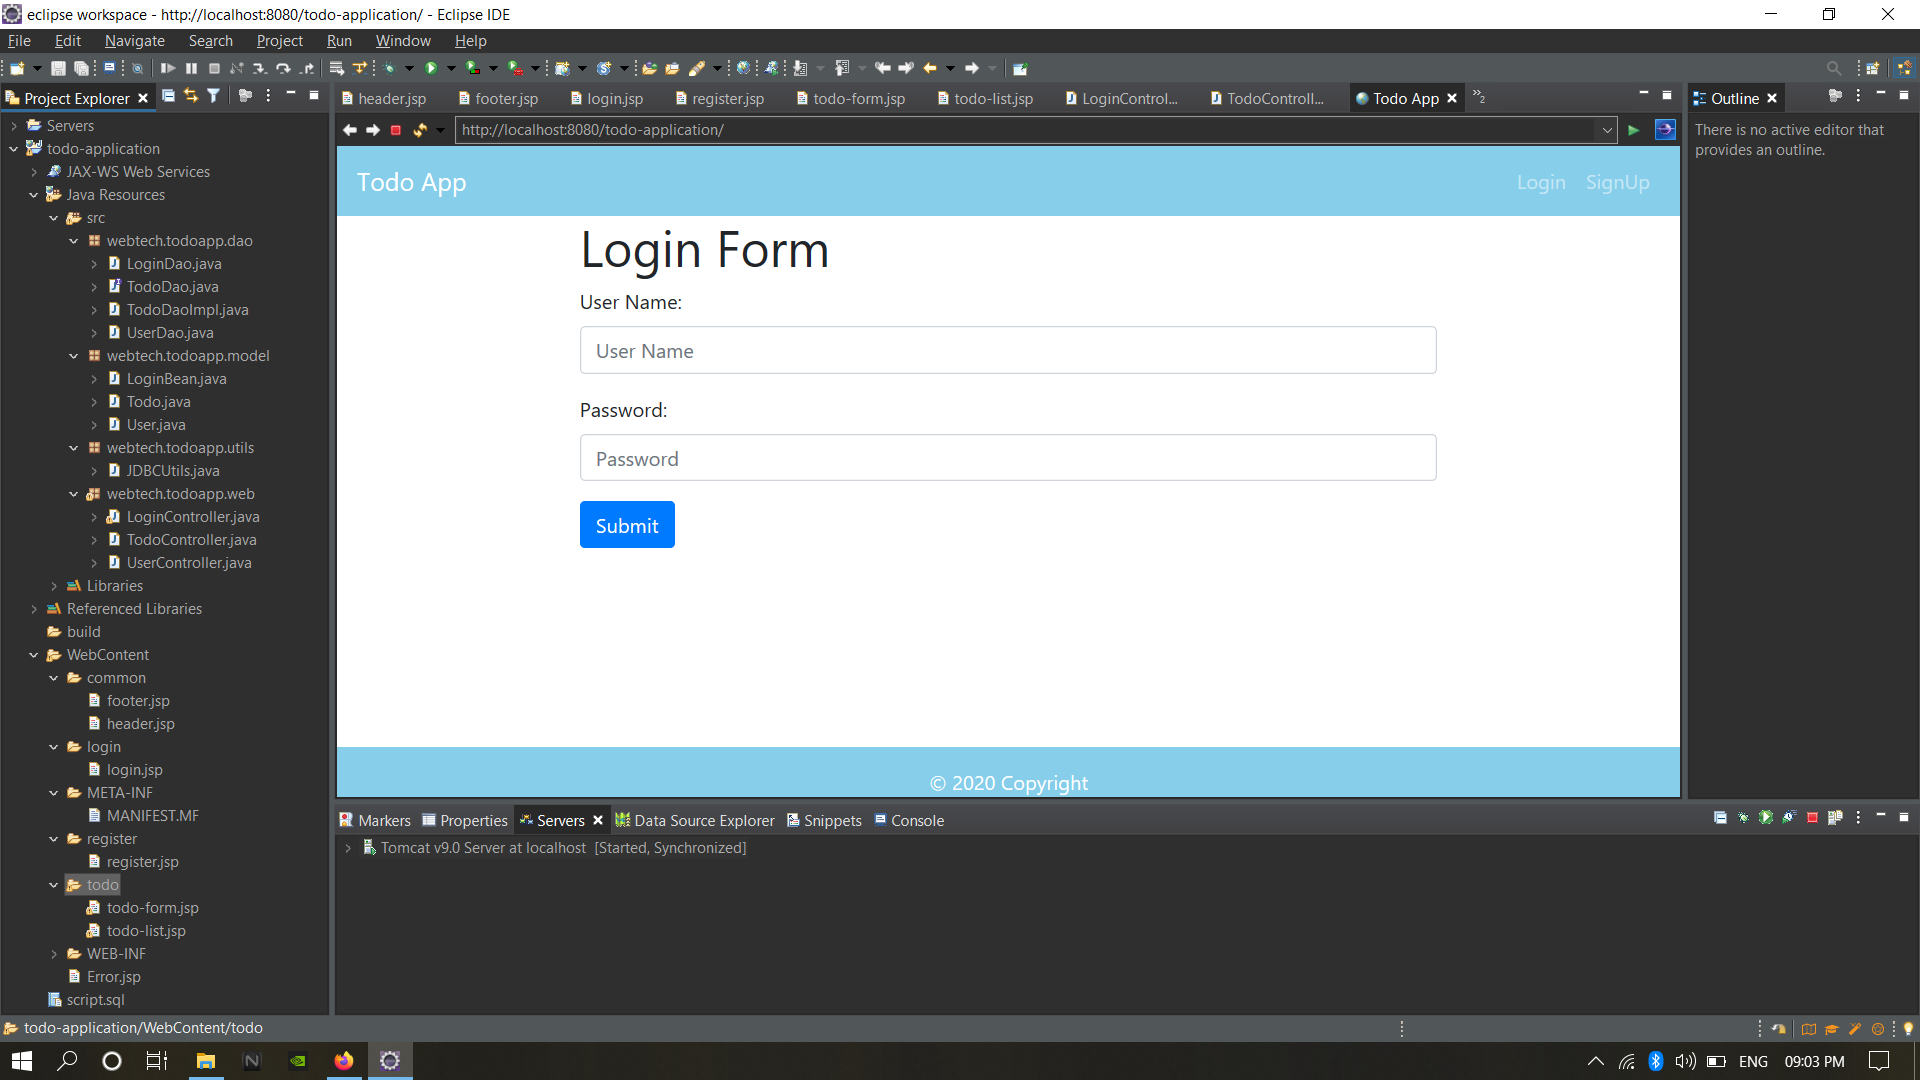 eclipse workspace - http://localhost:8080/todo-application/ - Eclipse IDE
File Edit Navigate Search Project Run Window Help
Project Explorer
header.jsp footer.jsp login.jsp register.jsp todo-form.jsp todo-list.jsp LoginControl... TodoControll... Todo App »2
Outline
http://localhost:8080/todo-application/
There is no active editor that
provides an outline.
Servers
todo-application
JAX-WS Web Services
Java Resources
src
webtech.todoapp.dao
LoginDao.java
TodoDao.java
TodoDaoImpl.java
UserDao.java
webtech.todoapp.model
LoginBean.java
Todo.java
User.java
webtech.todoapp.utils
JDBCUtils.java
webtech.todoapp.web
LoginController.java
TodoController.java
UserController.java
Libraries
Referenced Libraries
build
WebContent
common
footer.jsp
header.jsp
login
login.jsp
META-INF
MANIFEST.MF
register
register.jsp
todo
todo-form.jsp
todo-list.jsp
WEB-INF
Error.jsp
script.sql
Todo App
Login SignUp
Login Form
User Name:
User Name
Password:
Password
Submit
© 2020 Copyright
Markers Properties Servers Data Source Explorer Snippets Console
Tomcat v9.0 Server at localhost [Started, Synchronized]
todo-application/WebContent/todo
ENG 09:03 PM